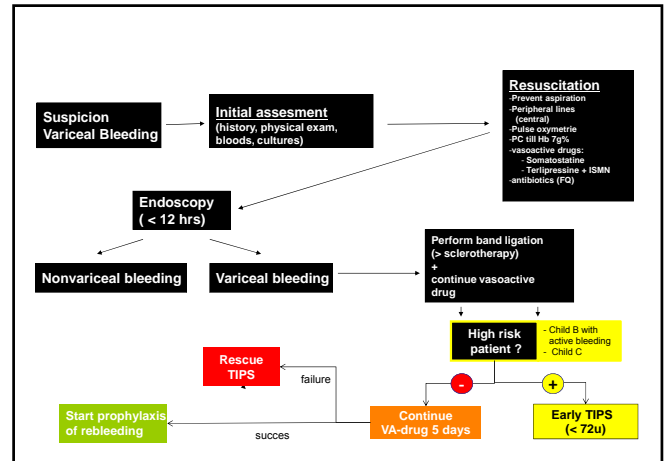 Suspicion
Variceal Bleeding
Initial assesment
(history, physical exam,
bloods, cultures)
Resuscitation
-Prevent aspiration
-Peripheral lines
(central)
-Pulse oxymetrie
-PC till Hb 7g%
-vasoactive drugs:
- Somatostatine
- Terlipressine + ISMN
-antibiotics (FQ)
Endoscopy
( < 12 hrs)
Nonvariceal bleeding
Variceal bleeding
Perform band ligation
(> sclerotherapy)
+
continue vasoactive
drug
High risk
patient ?
- Child B with
active bleeding
- Child C
Rescue
TIPS
failure
-
+
Start prophylaxis
of rebleeding
succes
Continue
VA-drug 5 days
Early TIPS
(< 72u)